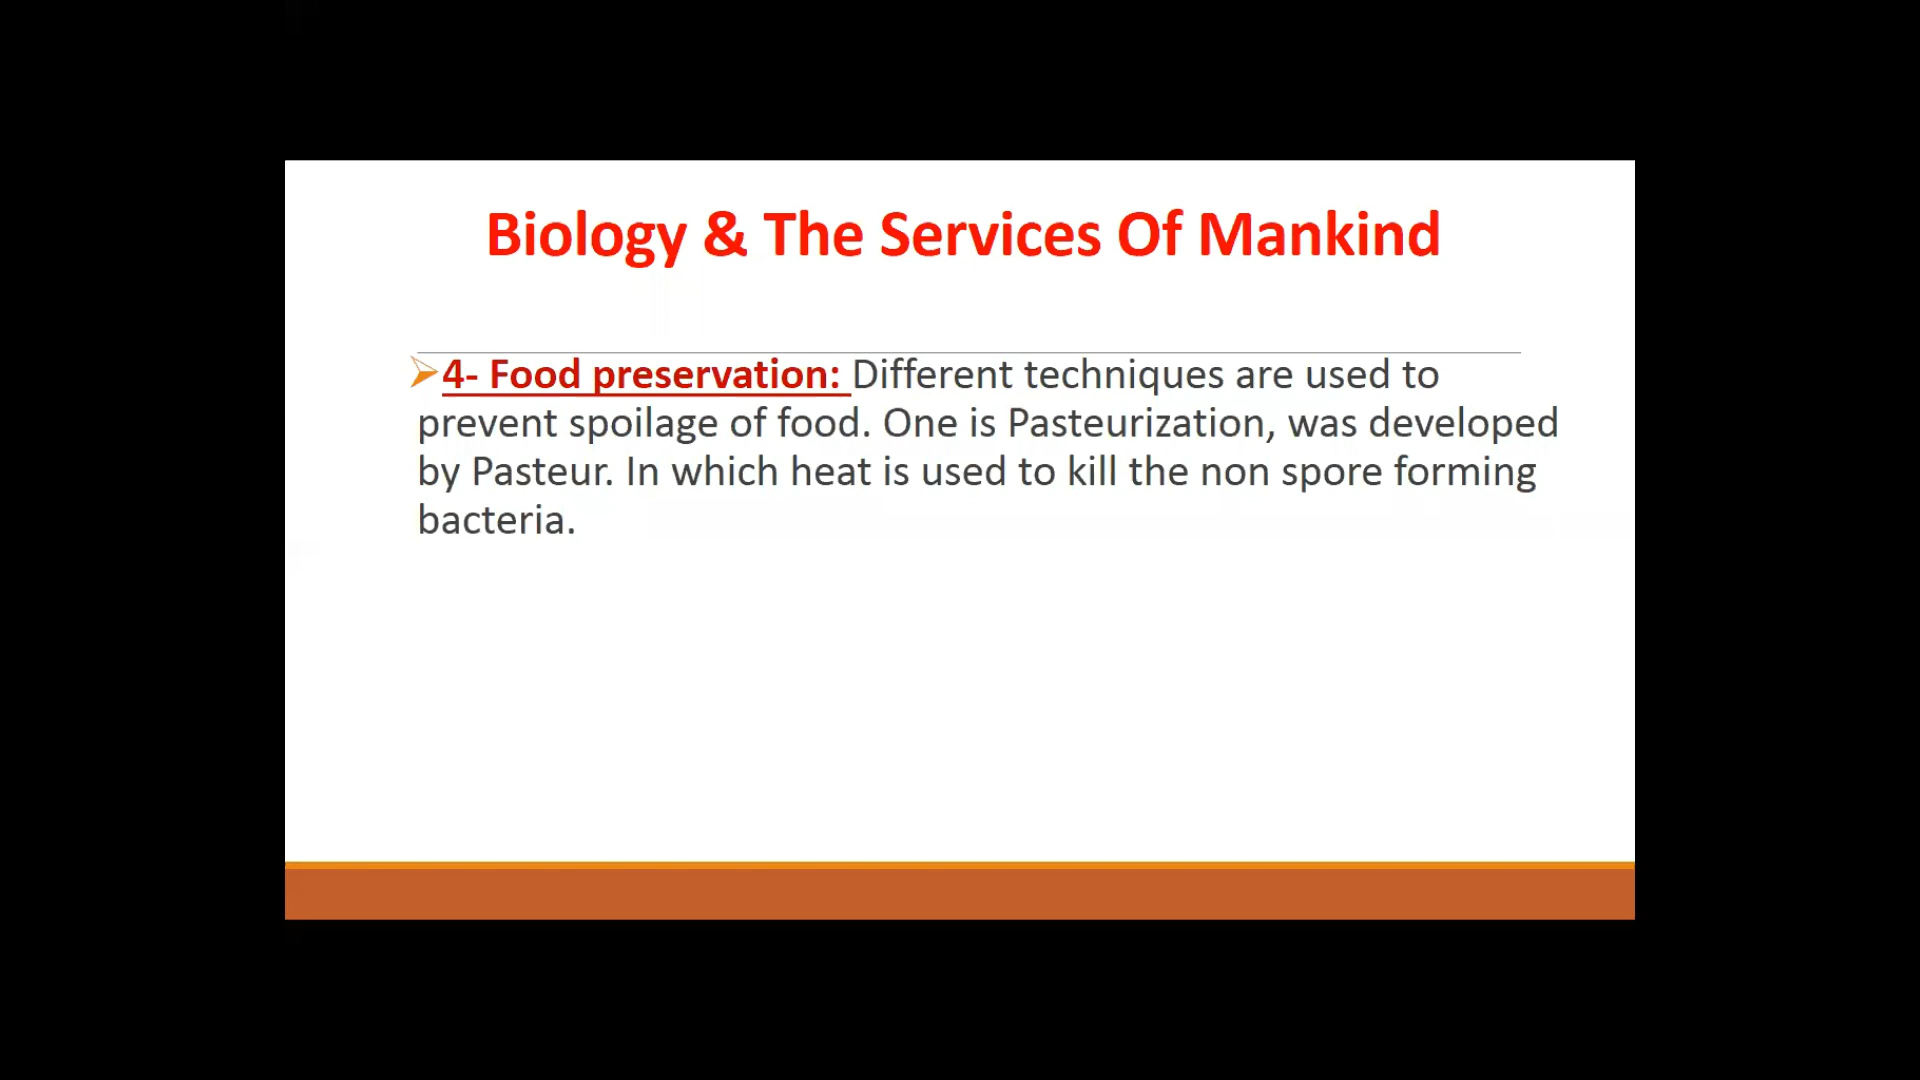 Biology & The Services Of Mankind
➢4- Food preservation: Different techniques are used to
prevent spoilage of food. One is Pasteurization, was developed
by Pasteur. In which heat is used to kill the non spore forming
bacteria.